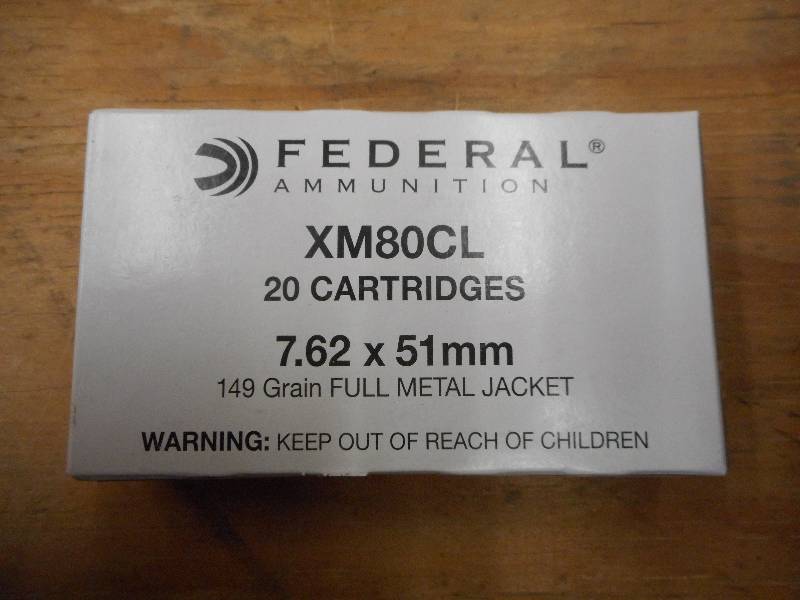 FEDERAL®
AMMUNITION
XM80CL
20 CARTRIDGES
7.62 x 51mm
149 Grain FULL METAL JACKET
WARNING: KEEP OUT OF REACH OF CHILDREN